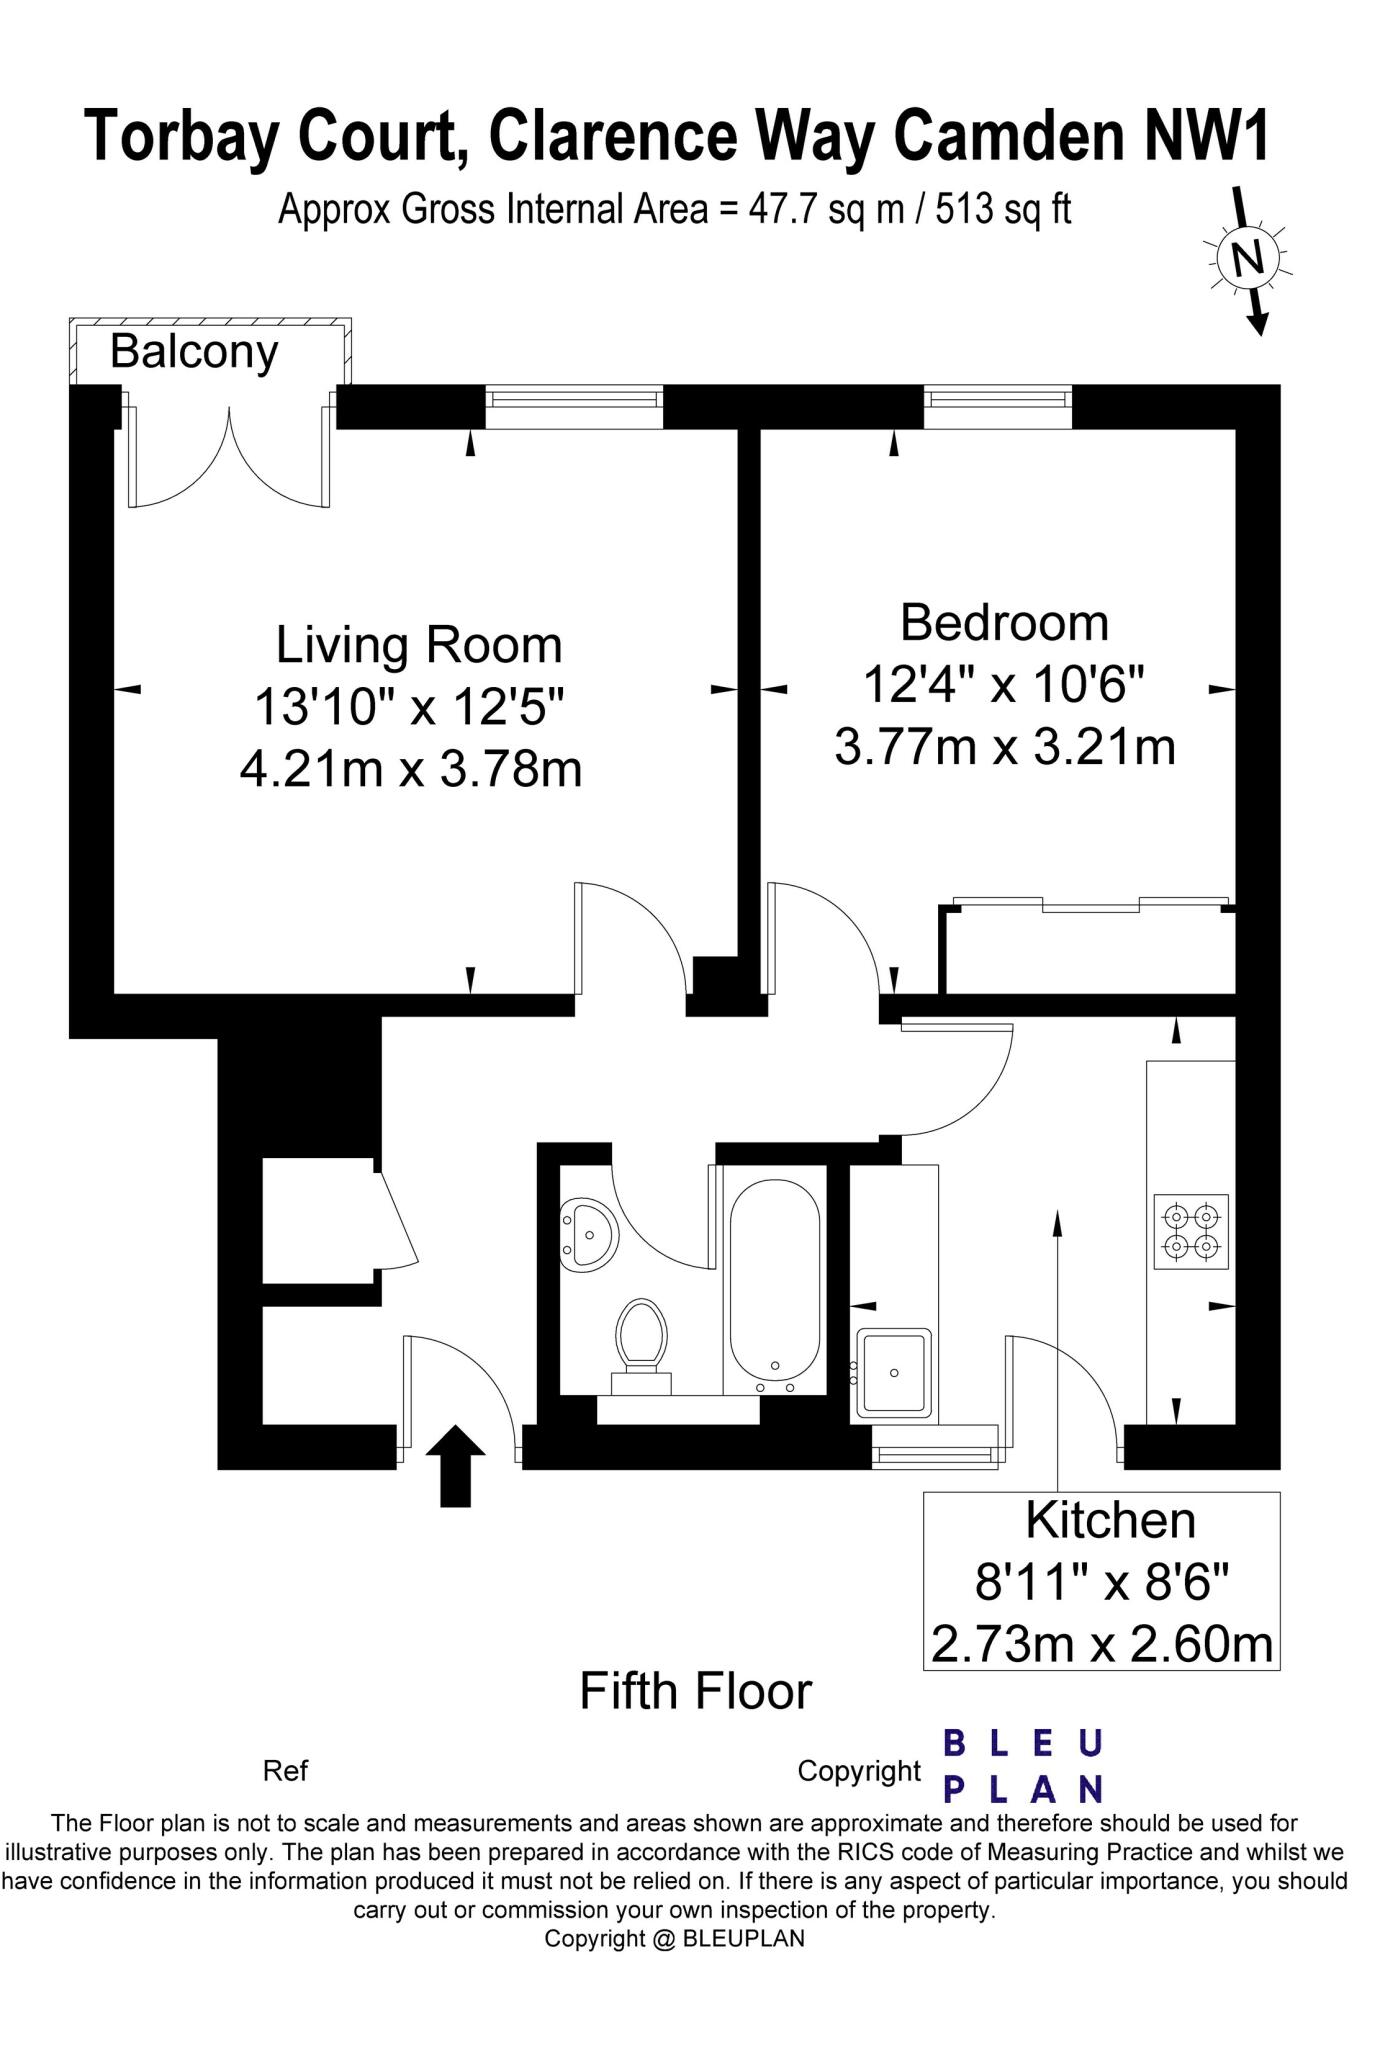 Torbay Court, Clarence Way Camden NW1
Approx Gross Internal Area = 47.7 sq m / 513 sq ft
N
Balcony
Living Room
13'10" x 12'5"
4.21m x 3.78m
Bedroom
12'4" x 10'6"
3.77m x 3.21m
Kitchen
8'11" x 8'6"
2.73m x 2.60m
Fifth Floor
Ref
Copyright
BLEU
PLAN
The Floor plan is not to scale and measurements and areas shown are approximate and therefore should be used for
illustrative purposes only. The plan has been prepared in accordance with the RICS code of Measuring Practice and whilst we
have confidence in the information produced it must not be relied on. If there is any aspect of particular importance, you should
carry out or commission your own inspection of the property.
Copyright @ BLEUPLAN